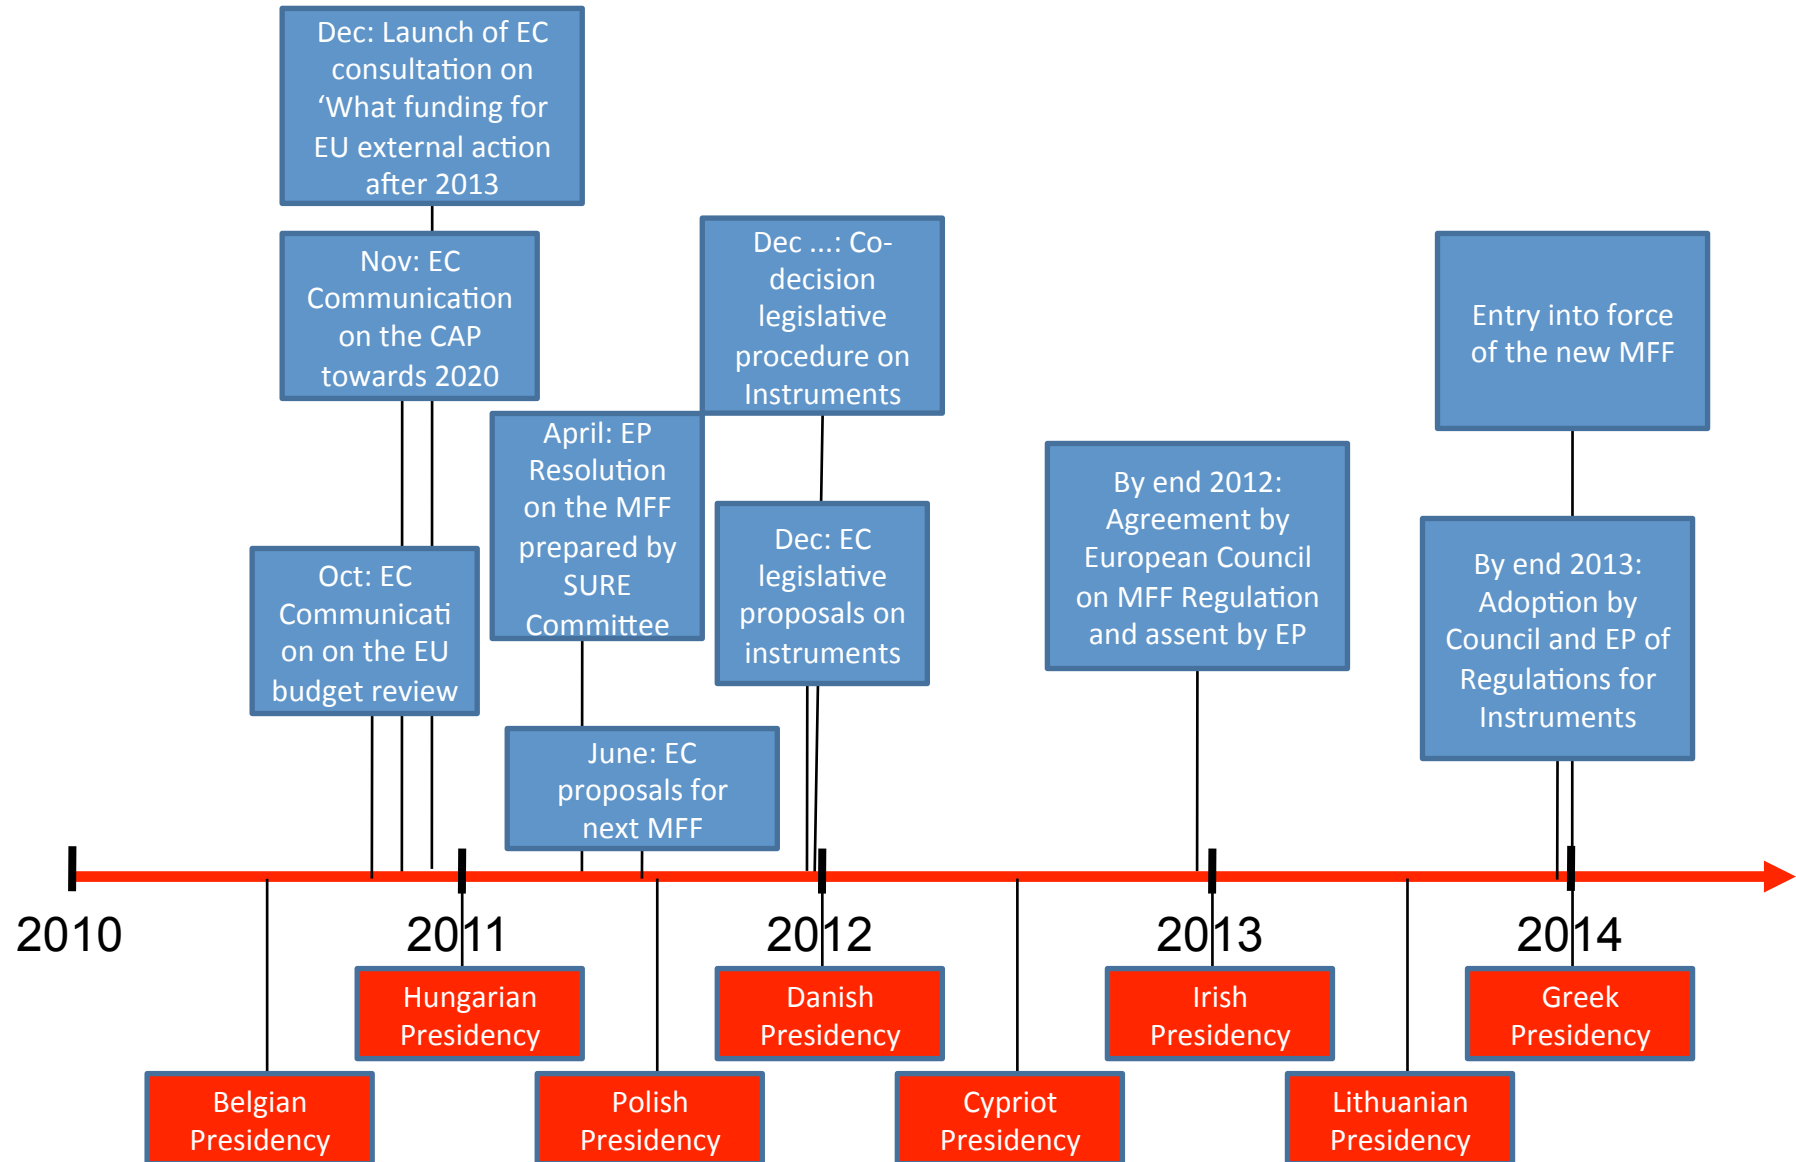 Dec: Launch of EC
consultation on
‘What funding for
EU external action
after 2013
Nov: EC
Communication
on the CAP
towards 2020
Oct: EC
Communicati
on on the EU
budget review
April: EP
Resolution
on the MFF
prepared by
SURE
Committee
June: EC
proposals for
next MFF
Dec ...: Co-
decision
legislative
procedure on
Instruments
Dec: EC
legislative
proposals on
instruments
By end 2012:
Agreement by
European Council
on MFF Regulation
and assent by EP
Entry into force
of the new MFF
By end 2013:
Adoption by
Council and EP of
Regulations for
Instruments
2010
2011
2012
2013
2014
Hungarian
Presidency
Danish
Presidency
Irish
Presidency
Greek
Presidency
Belgian
Presidency
Polish
Presidency
Cypriot
Presidency
Lithuanian
Presidency